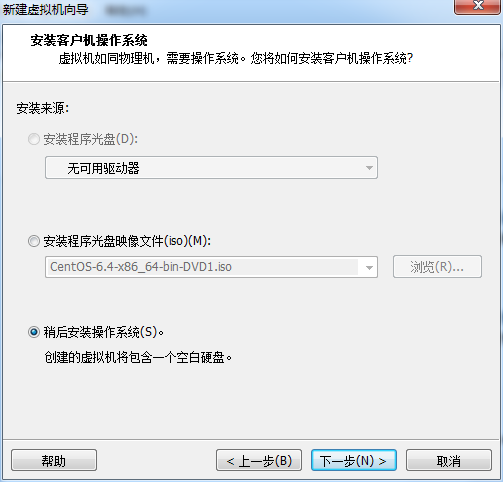 新建虚拟机向导
安装客户机操作系统
虚拟机如同物理机，需要操作系统。您将如何安装客户机操作系统?
安装来源:
安装程序光盘(D):
无可用驱动器
安装程序光盘映像文件(iso)(M):
CentOS-6.4-x86_64-bin-DVD1.iso
浏览(R)...
稍后安装操作系统(S)。
创建的虚拟机将包含一个空白硬盘。
帮助
< 上一步(B)
下一步(N) >
取消